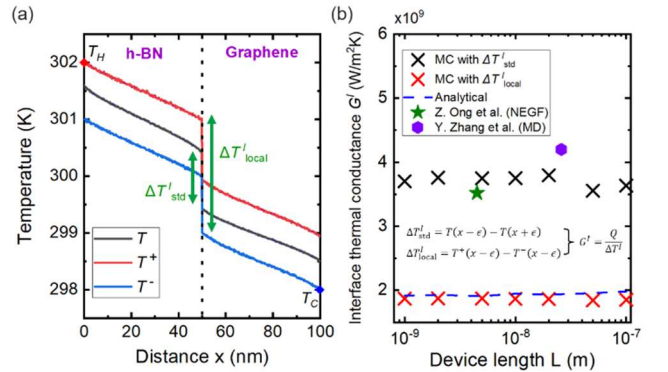 (a)
h-BN
Graphene
T_H
T_C
ΔT^I_local
ΔT^I_std
T
T⁺
T⁻
302
301
300
299
298
Temperature (K)
0 20 40 60 80 100
Distance x (nm)
(b)
×10⁹
MC with ΔT^I_std
MC with ΔT^I_local
Analytical
Z. Ong et al. (NEGF)
Y. Zhang et al. (MD)
ΔT^I_std = T(x − ϵ) − T(x + ϵ)
ΔT^I_local = T⁺(x − ϵ) − T⁻(x − ϵ)
G^I = Q/ΔT^I
6
5
4
3
2
1
Interface thermal conductance G^I (W/m²K)
10⁻⁹ 10⁻⁸ 10⁻⁷
Device length L (m)